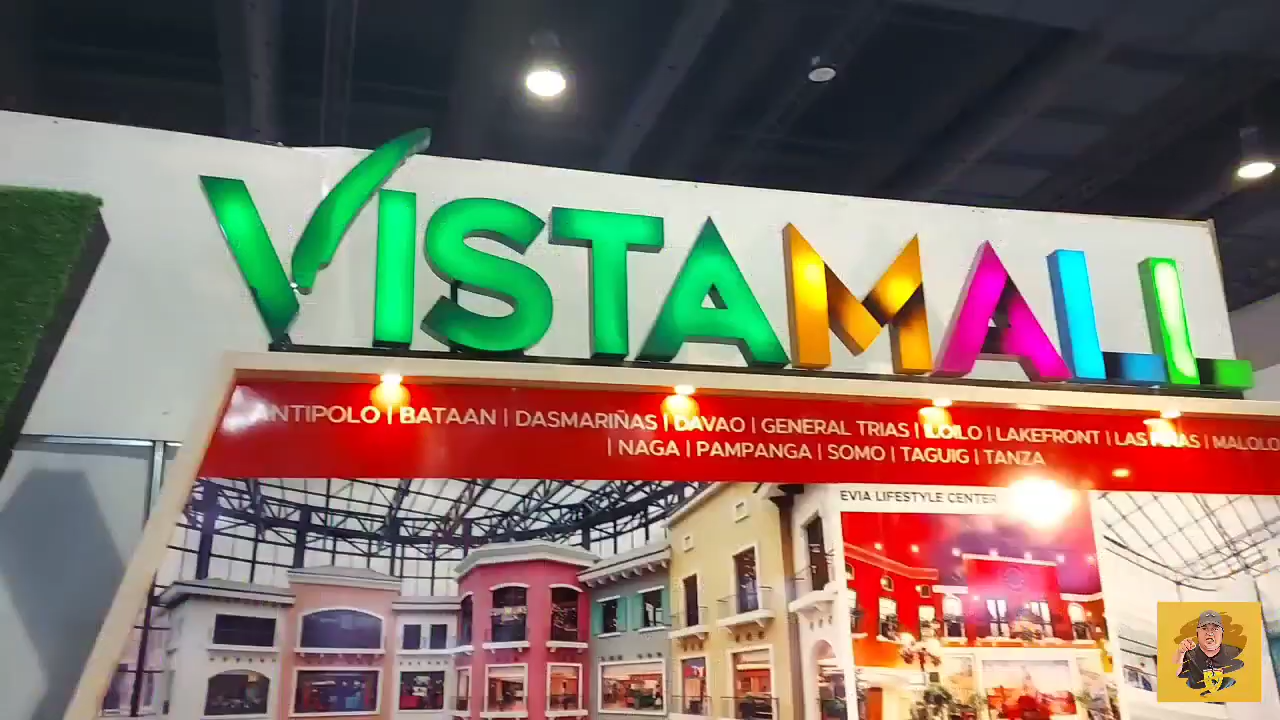 VISTAMALL
ANTIPOLO | BATAAN | DASMARIÑAS | DAVAO | GENERAL TRIAS | ILOILO | LAKEFRONT | LAS PIÑAS | MALOLO
| NAGA | PAMPANGA | SOMO | TAGUIG | TANZA
EVIA LIFESTYLE CENTER